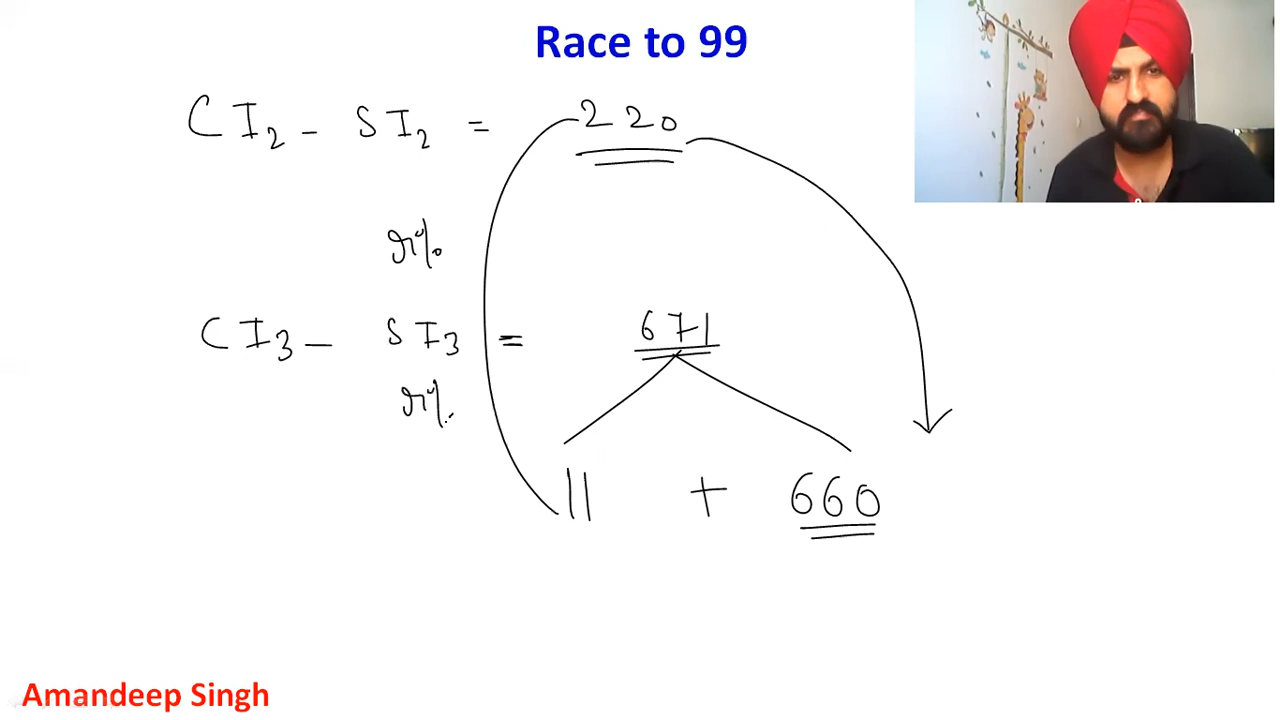 Race to 99
CI₂ - SI₂ = 220
r%
CI₃ - SI₃ = 671
r%
11 + 660
Amandeep Singh